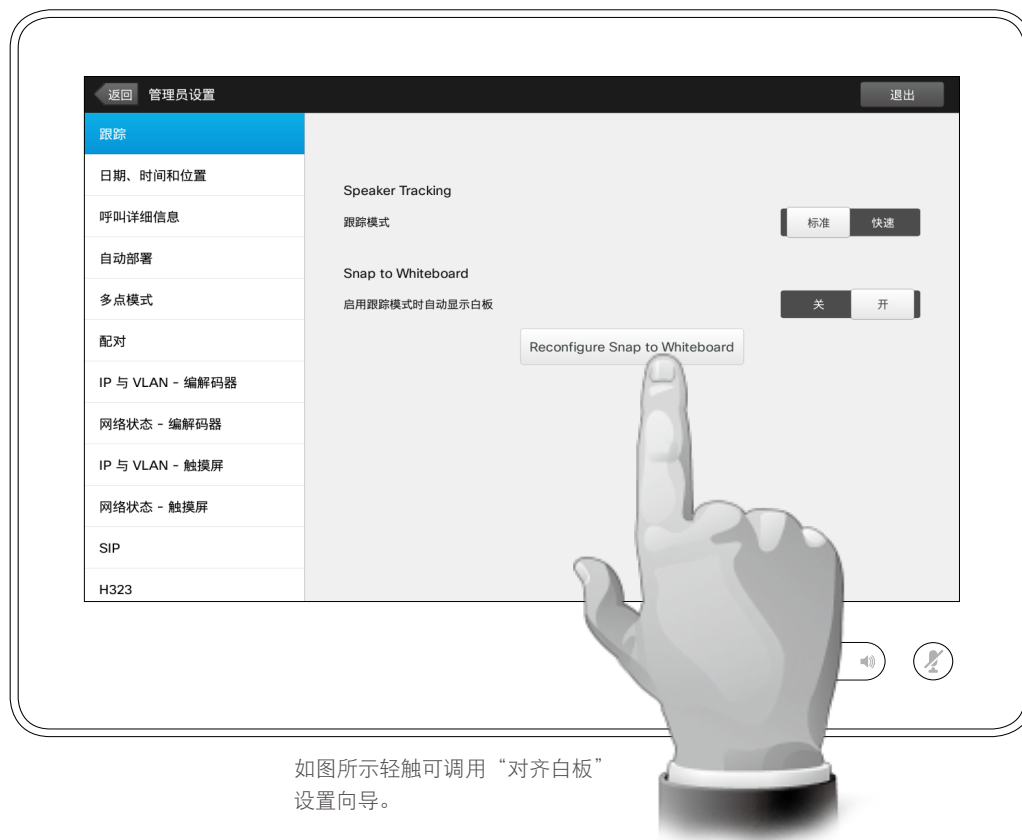 返回 管理员设置 退出
跟踪
日期、时间和位置
呼叫详细信息
自动部署
多点模式
配对
IP 与 VLAN - 编解码器
网络状态 - 编解码器
IP 与 VLAN - 触摸屏
网络状态 - 触摸屏
SIP
H323
Speaker Tracking
跟踪模式 标准 快速
Snap to Whiteboard
启用跟踪模式时自动显示白板 关 开
Reconfigure Snap to Whiteboard
如图所示轻触可调用“对齐白板”
设置向导。